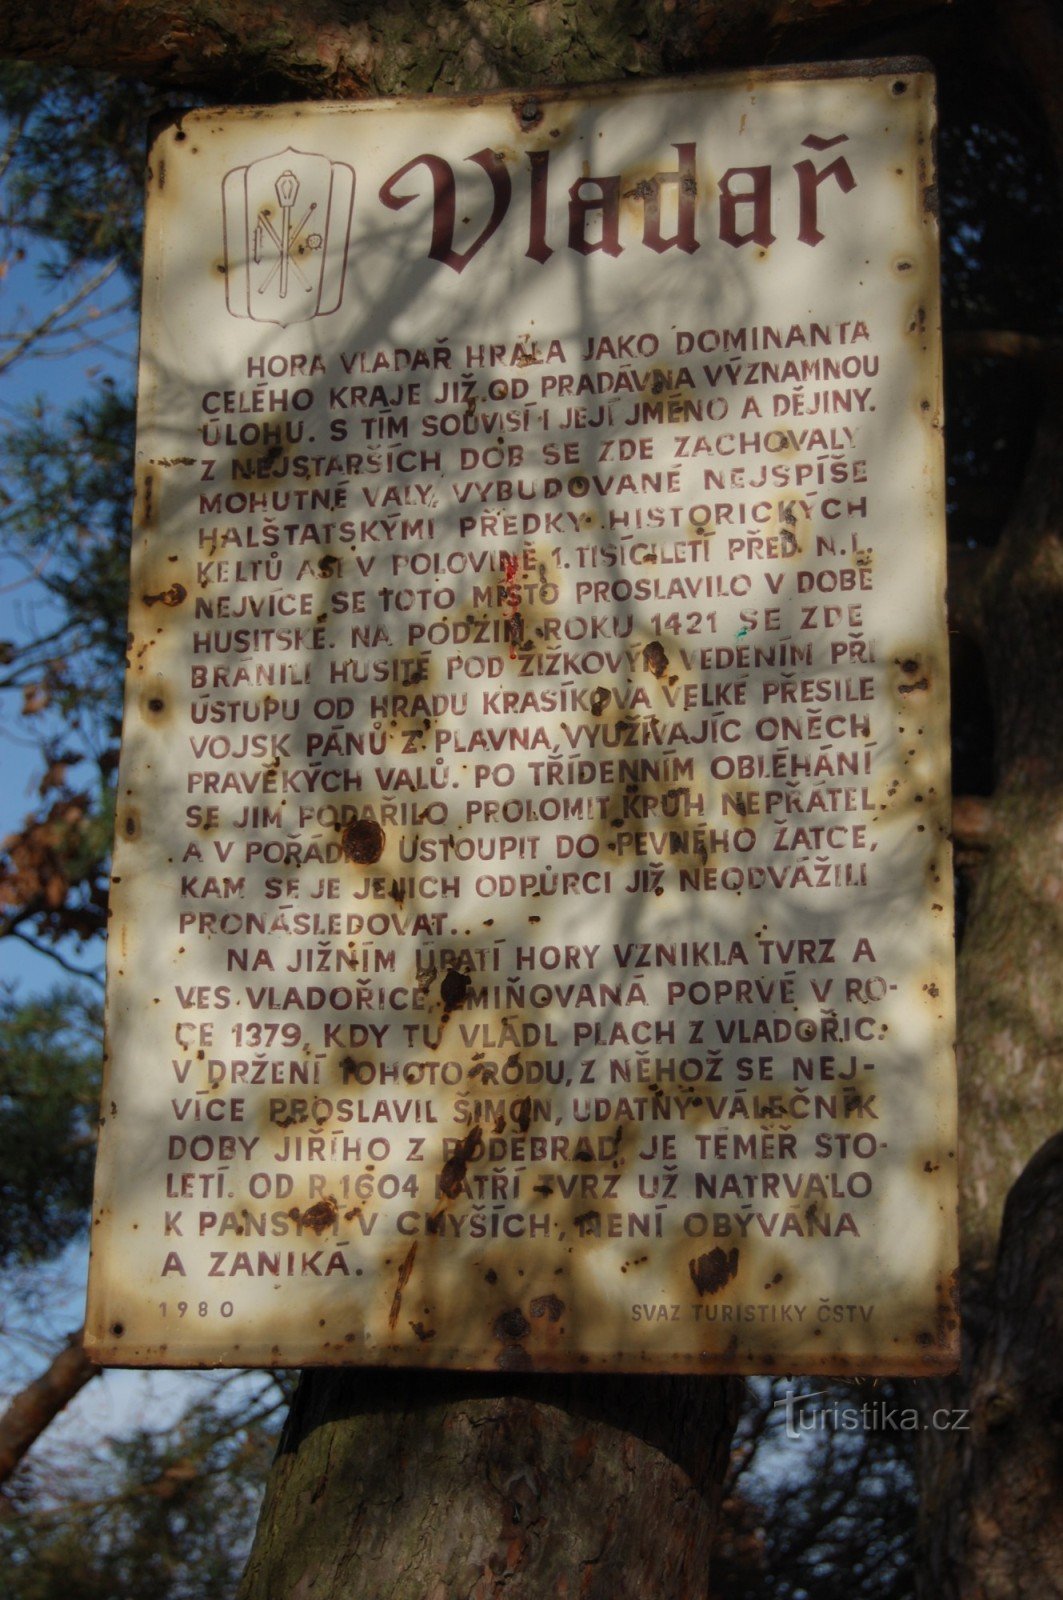 Vladař
HORA VLADAŘ HRÁLA JAKO DOMINANTA
CELÉHO KRAJE JIŽ OD PRADÁVNA VÝZNAMNOU
ÚLOHU. S TÍM SOUVISÍ I JEJÍ JMÉNO A DĚJINY.
Z NEJSTARŠÍCH DOB SE ZDE ZACHOVALY
MOHUTNÉ VALY, VYBUDOVANÉ NEJSPÍŠE
HALŠTATSKÝMI PŘEDKY HISTORICKÝCH
KELTŮ ASI V POLOVINĚ 1. TISÍCILETÍ PŘED N. L.
NEJVÍCE SE TOTO MÍSTO PROSLAVILO V DOBĚ
HUSITSKÉ. NA PODZIM ROKU 1421 SE ZDE
BRÁNILI HUSITÉ POD ŽIŽKOVÝM VEDENÍM PŘI
ÚSTUPU OD HRADU KRASÍKOVA VELKÉ PŘESILE
VOJSK PÁNŮ Z PLAVNA, VYUŽÍVAJÍC ONĚCH
PRAVĚKÝCH VALŮ. PO TŘÍDENNÍM OBLÉHÁNÍ
SE JIM PODAŘILO PROLOMIT KRUH NEPŘÁTEL
A V POŘÁDKU USTOUPIT DO PEVNÉHO ŽATCE,
KAM SE JE JEJICH ODPŮRCI JIŽ NEODVÁŽILI
PRONÁSLEDOVAT.
NA JIŽNÍM ÚPATÍ HORY VZNIKLA TVRZ A
VES VLADOŘICE, ZMIŇOVANÁ POPRVÉ V RO-
CE 1379, KDY TU VLÁDL PLACH Z VLADOŘIC.
V DRŽENÍ TOHOTO RODU, Z NĚHOŽ SE NEJ-
VÍCE PROSLAVIL ŠIMON, UDATNÝ VÁLEČNÍK
DOBY JIŘÍHO Z PODĚBRAD, JE TÉMĚŘ STO-
LETÍ. OD R. 1604 PATŘÍ TVRZ UŽ NATRVALO
K PANSTVÍ V CHYŠÍCH, NENÍ OBÝVÁNA
A ZANIKÁ.
1980 SVAZ TURISTIKY ČSTV
Turistika.cz